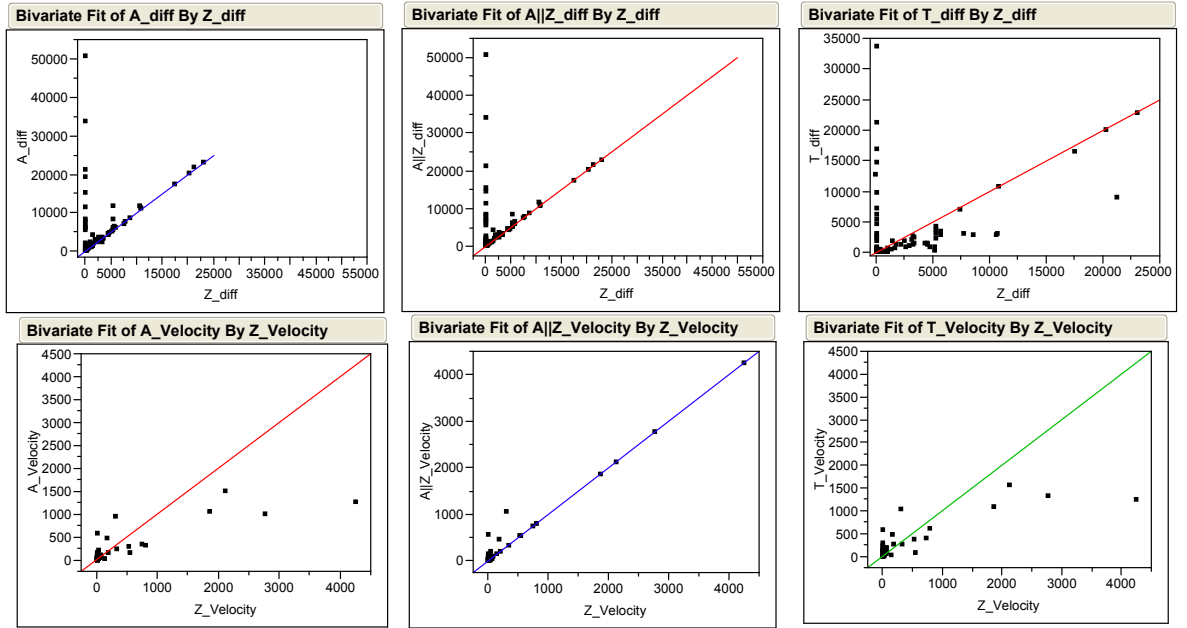 Bivariate Fit of A_diff By Z_diff
50000
40000
30000
20000
10000
0
A_diff
0 5000 15000 25000 35000 45000 55000
Z_diff
Bivariate Fit of A||Z_diff By Z_diff
50000
40000
30000
20000
10000
0
A||Z_diff
0 5000 15000 25000 35000 45000 55000
Z_diff
Bivariate Fit of T_diff By Z_diff
35000
30000
25000
20000
15000
10000
5000
0
T_diff
0 5000 10000 15000 20000 25000
Z_diff
Bivariate Fit of A_Velocity By Z_Velocity
4500
4000
3500
3000
2500
2000
1500
1000
500
0
A_Velocity
0 1000 2000 3000 4000
Z_Velocity
Bivariate Fit of A||Z_Velocity By Z_Velocity
4000
3000
2000
1000
0
A||Z_Velocity
0 1000 2000 3000 4000
Z_Velocity
Bivariate Fit of T_Velocity By Z_Velocity
4500
4000
3500
3000
2500
2000
1500
1000
500
0
T_Velocity
0 1000 2000 3000 4000
Z_Velocity